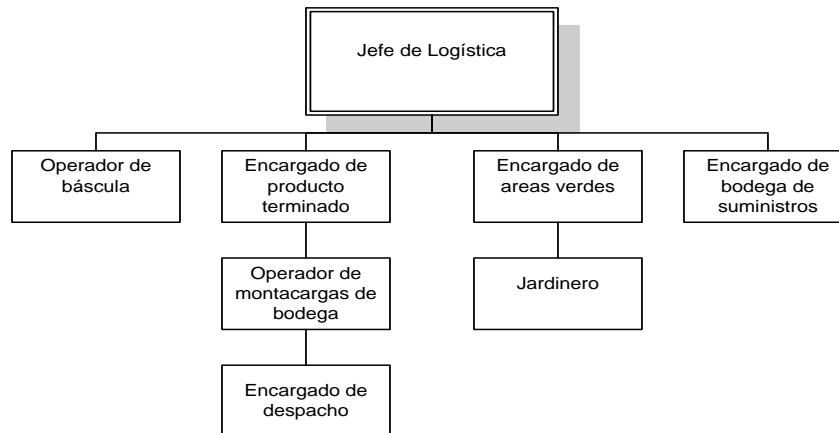 Jefe de Logística
Operador de
báscula
Encargado de
producto
terminado
Encargado de
areas verdes
Encargado de
bodega de
suministros
Operador de
montacargas de
bodega
Jardinero
Encargado de
despacho